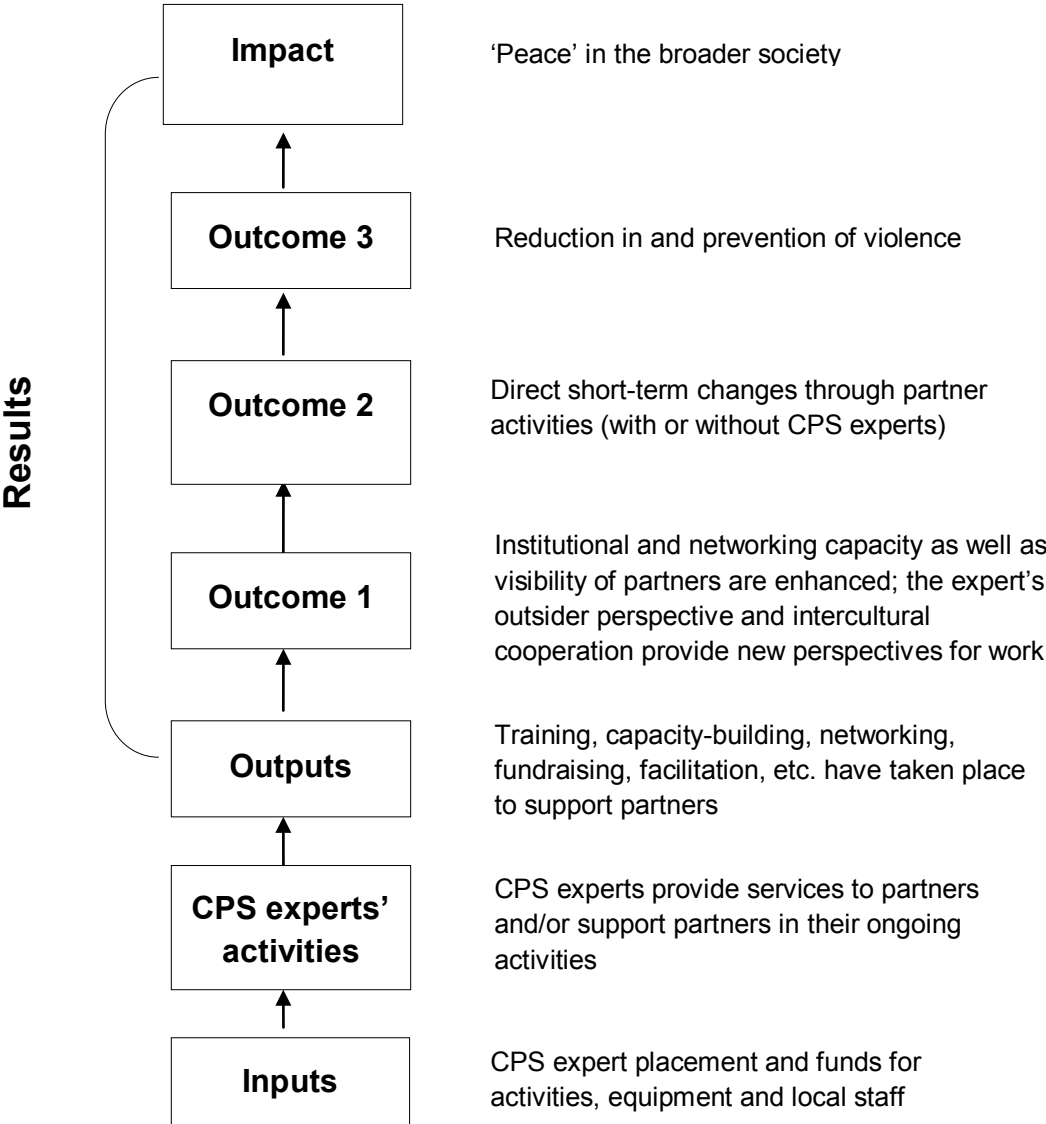 Impact
‘Peace’ in the broader society
Outcome 3
Reduction in and prevention of violence
Results
Outcome 2
Direct short-term changes through partner
activities (with or without CPS experts)
Outcome 1
Institutional and networking capacity as well as
visibility of partners are enhanced; the expert’s
outsider perspective and intercultural
cooperation provide new perspectives for work
Outputs
Training, capacity-building, networking,
fundraising, facilitation, etc. have taken place
to support partners
CPS experts’
activities
CPS experts provide services to partners
and/or support partners in their ongoing
activities
Inputs
CPS expert placement and funds for
activities, equipment and local staff